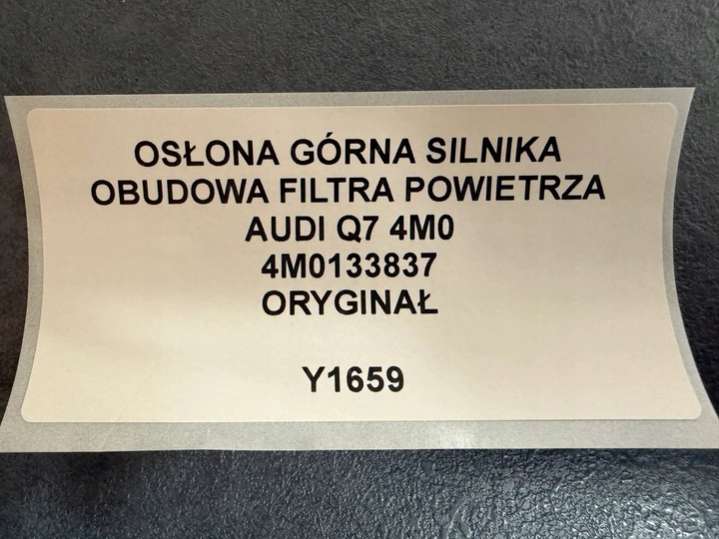 OSŁONA GÓRNA SILNIKA
OBUDOWA FILTRA POWIETRZA
AUDI Q7 4M0
4M0133837
ORYGINAŁ
Y1659